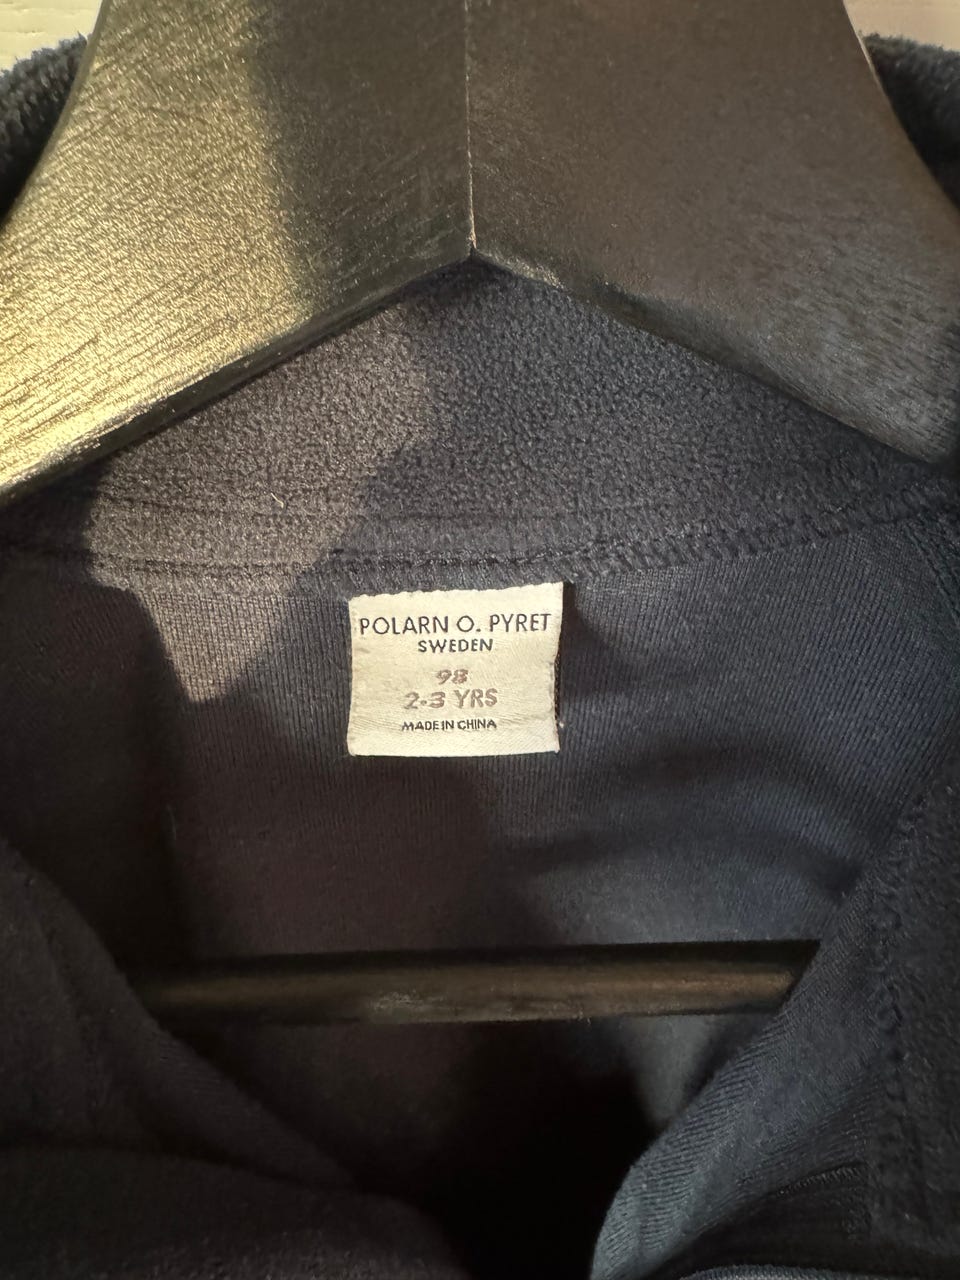 POLARN O. PYRET
SWEDEN
98
2-3 YRS
MADE IN CHINA